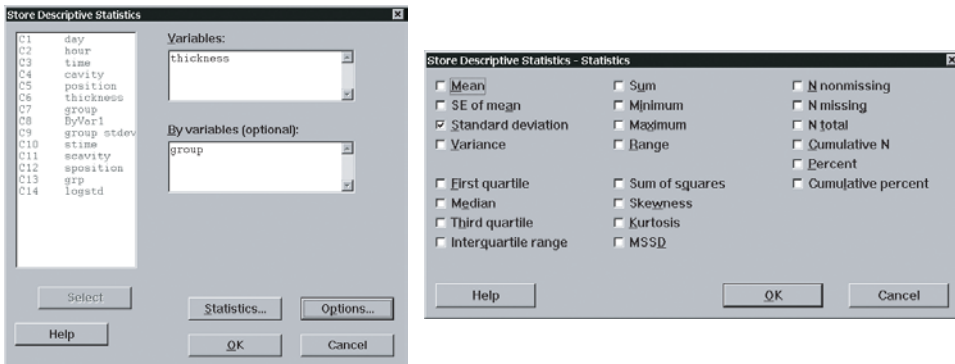 Store Descriptive Statistics
C1 day
C2 hour
C3 time
C4 cavity
C5 position
C6 thickness
C7 group
C8 ByVar1
C9 group stdev
C10 stime
C11 scavity
C12 sposition
C13 grp
C14 logstd
Variables:
thickness
By variables (optional):
group
Select
Statistics...
Options...
Help
OK
Cancel
Store Descriptive Statistics - Statistics
Mean
SE of mean
Standard deviation
Variance
First quartile
Median
Third quartile
Interquartile range
Sum
Minimum
Maximum
Range
Sum of squares
Skewness
Kurtosis
MSSD
N nonmissing
N missing
N total
Cumulative N
Percent
Cumulative percent
Help
OK
Cancel